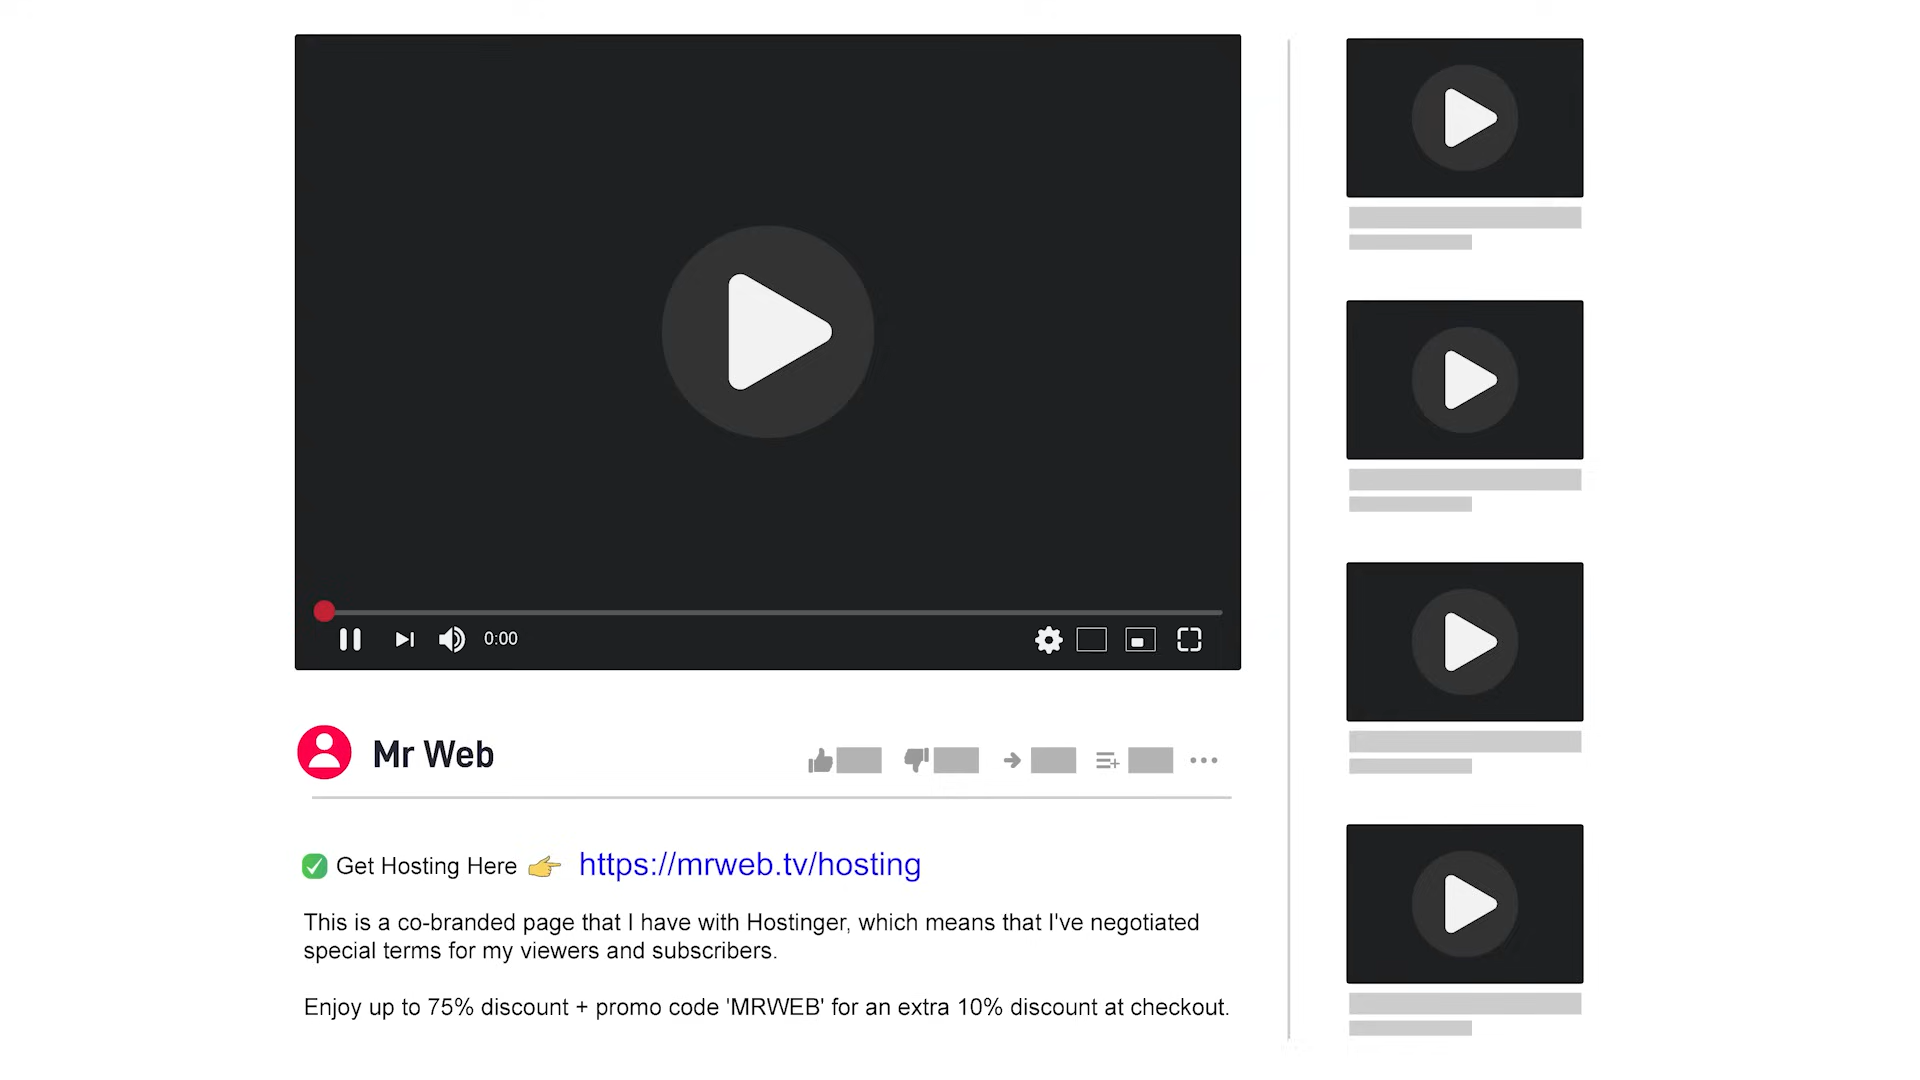 0:00
Mr Web
✅ Get Hosting Here 👉 https://mrweb.tv/hosting
This is a co-branded page that I have with Hostinger, which means that I've negotiated
special terms for my viewers and subscribers.
Enjoy up to 75% discount + promo code 'MRWEB' for an extra 10% discount at checkout.